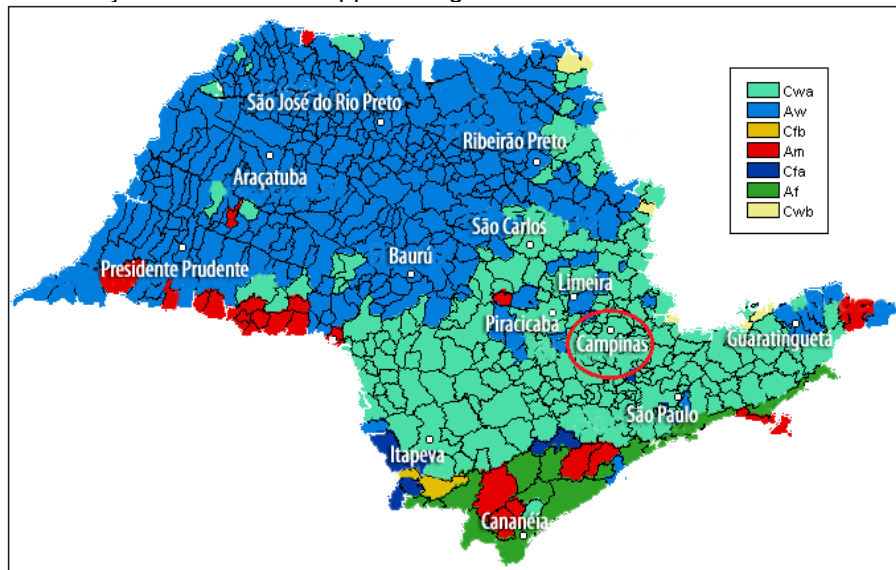 São José do Rio Preto
Ribeirão Preto
Araçatuba
São Carlos
Presidente Prudente
Baurú
Limeira
Piracicaba
Campinas
Guaratinguetá
São Paulo
Itapeva
Cananéia
Cwa
Aw
Cfb
Am
Cfa
Af
Cwb